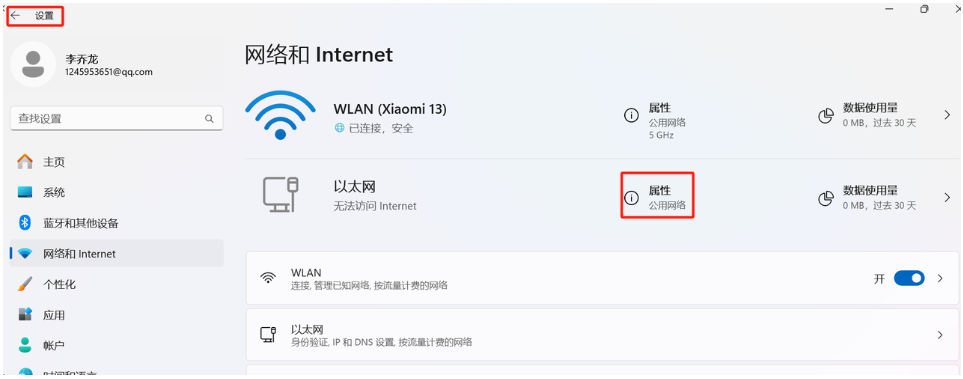 设置
李乔龙
1245953651@qq.com
查找设置
主页
系统
蓝牙和其他设备
网络和 Internet
个性化
应用
帐户
时间和语言
网络和 Internet
WLAN (Xiaomi 13)
已连接，安全
属性
公用网络
5 GHz
数据使用量
0 MB，过去 30 天
以太网
无法访问 Internet
属性
公用网络
数据使用量
0 MB，过去 30 天
WLAN
连接, 管理已知网络, 按流量计费的网络
开
以太网
身份验证, IP 和 DNS 设置, 按流量计费的网络